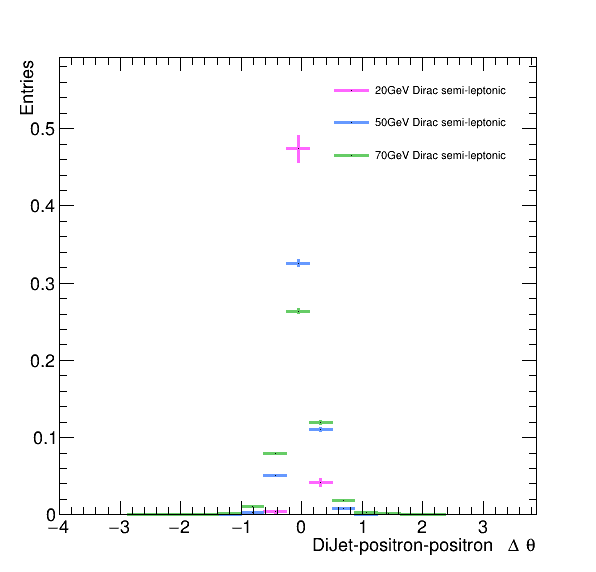 Entries
20GeV Dirac semi-leptonic
50GeV Dirac semi-leptonic
70GeV Dirac semi-leptonic
0.5
0.4
0.3
0.2
0.1
0
−4 −3 −2 −1 0 1 2 3
DiJet-positron-positron Δ θ